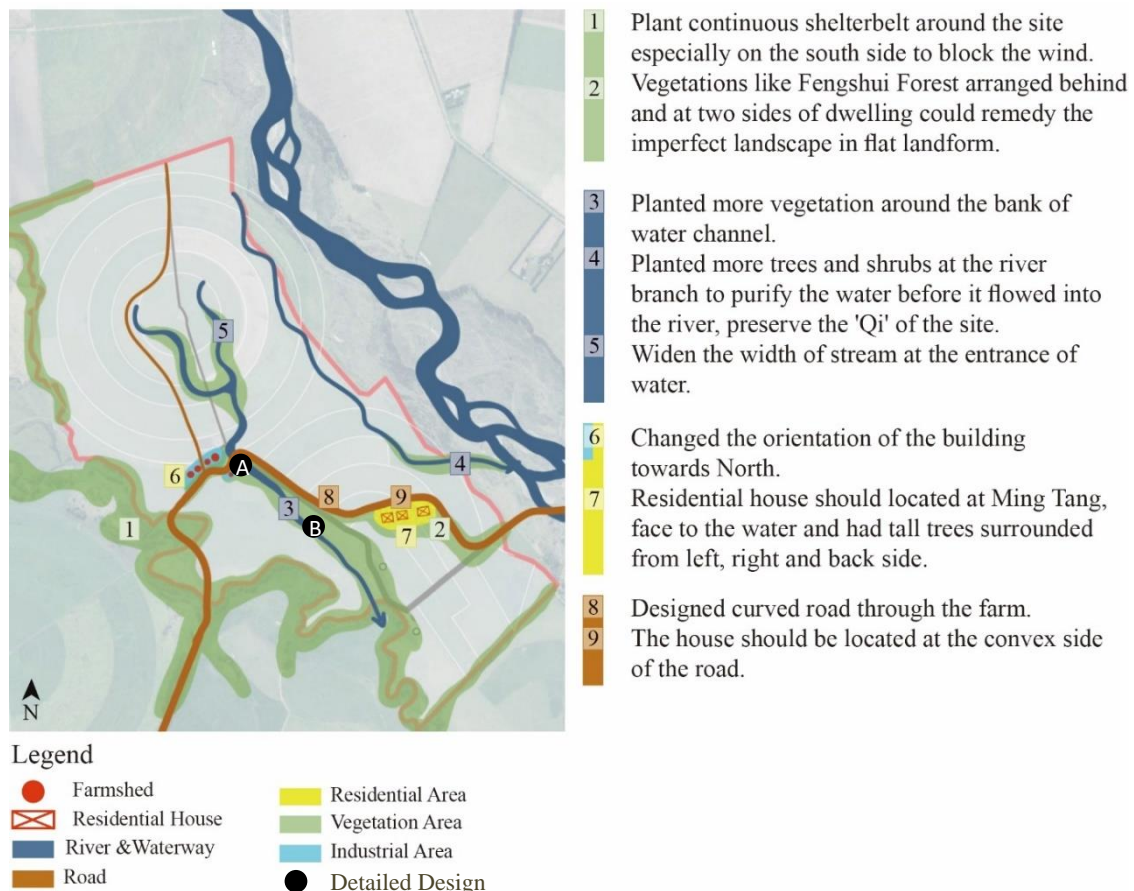 1
Plant continuous shelterbelt around the site
especially on the south side to block the wind.
2
Vegetations like Fengshui Forest arranged behind
and at two sides of dwelling could remedy the
imperfect landscape in flat landform.
3
Planted more vegetation around the bank of
water channel.
4
Planted more trees and shrubs at the river
branch to purify the water before it flowed into
the river, preserve the 'Qi' of the site.
5
Widen the width of stream at the entrance of
water.
6
Changed the orientation of the building
towards North.
7
Residential house should located at Ming Tang,
face to the water and had tall trees surrounded
from left, right and back side.
8
Designed curved road through the farm.
9
The house should be located at the convex side
of the road.
5
4
A
6
8
9
3
B
1
7
2
N
Legend
Farmshed
Residential House
River &Waterway
Road
Residential Area
Vegetation Area
Industrial Area
Detailed Design